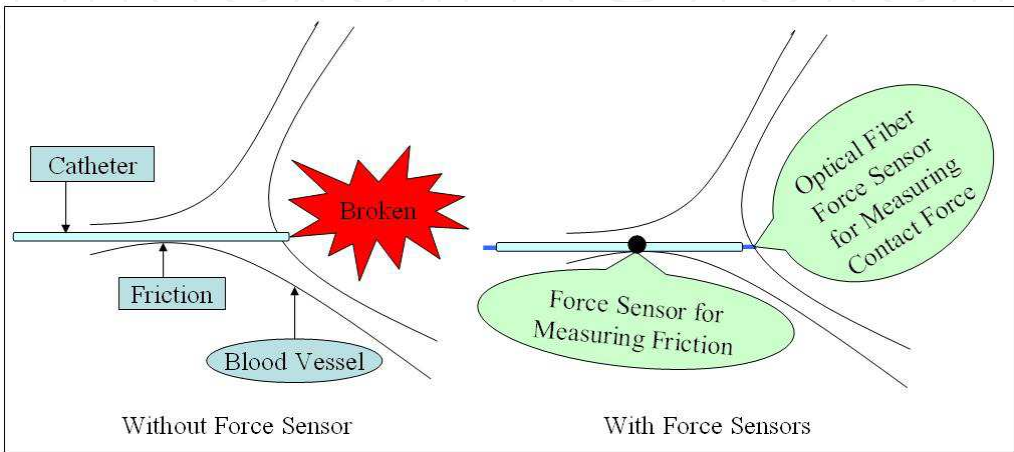 Catheter
Broken
Friction
Blood Vessel
Without Force Sensor
Optical Fiber
Force Sensor
for Measuring
Contact Force
Force Sensor for
Measuring Friction
With Force Sensors